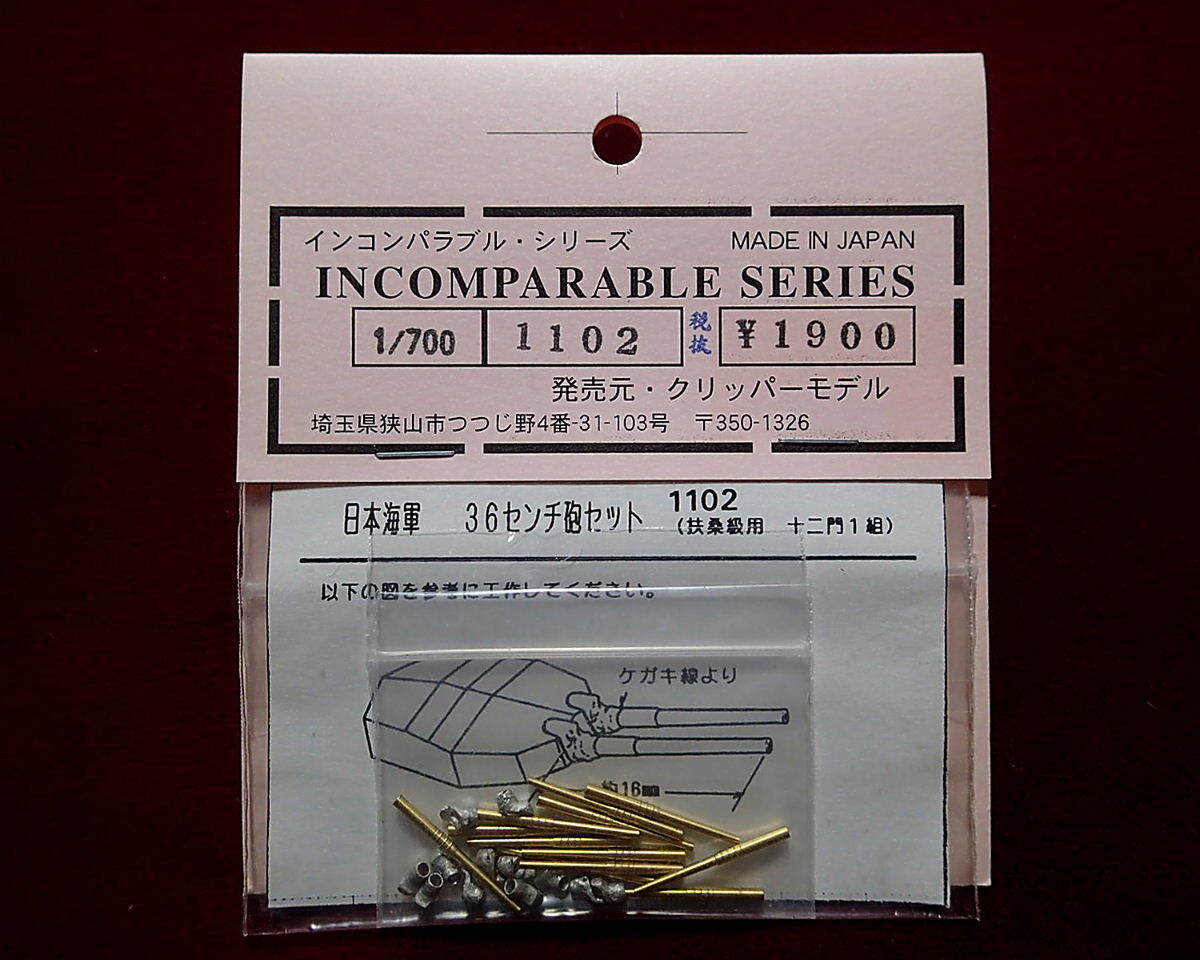 インコンパラブル・シリーズ MADE IN JAPAN
INCOMPARABLE SERIES
1/700 1102 税抜 ¥1900
発売元・クリッパーモデル
埼玉県狭山市つつじ野4番-31-103号 〒350-1326
日本海軍 36センチ砲セット 1102
(扶桑級用 十二門1組)
以下の図を参考に工作してください。
ケガキ線より
約16mm